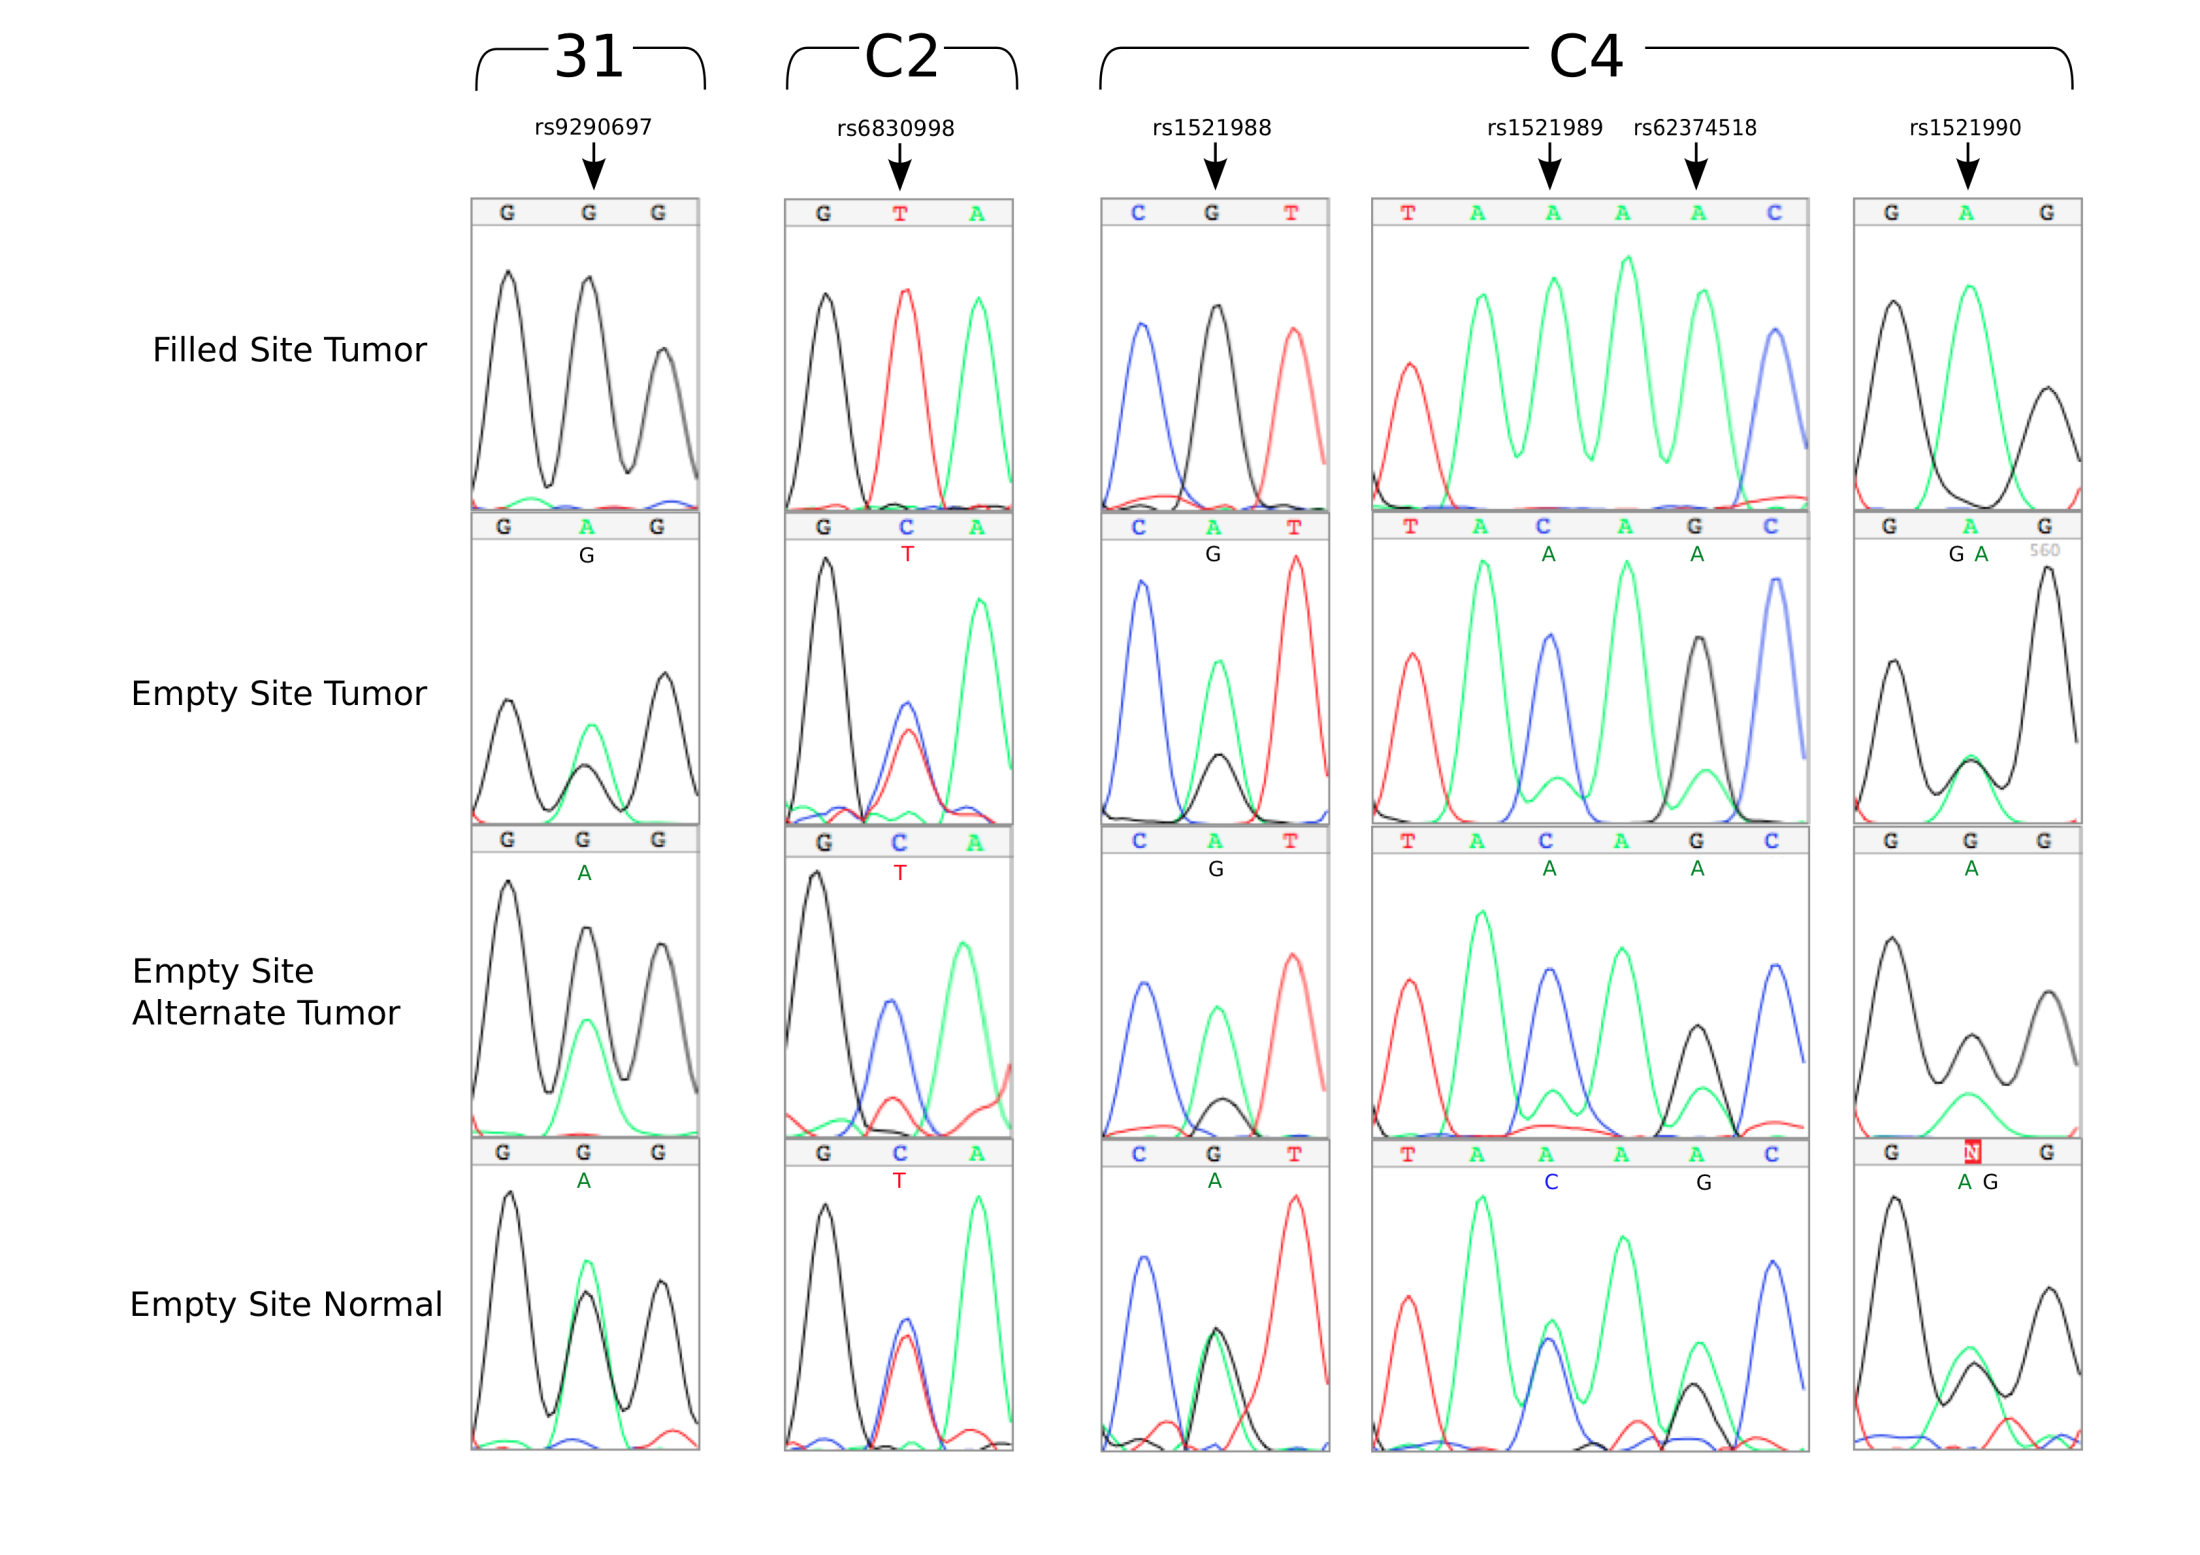 31 C2 C4
rs9290697 rs6830998 rs1521988 rs1521989 rs62374518 rs1521990
G G G G T A C G T T A A A A C G A G
Filled Site Tumor
G A G G C A C A T T A C A G C G A G
G T G A A G A 560
Empty Site Tumor
G G G G C A C A T T A C A G C G G G
A T G A A A
Empty Site
Alternate Tumor
G G G G C A C G T T A A A A C G N G
A T A C G A G
Empty Site Normal